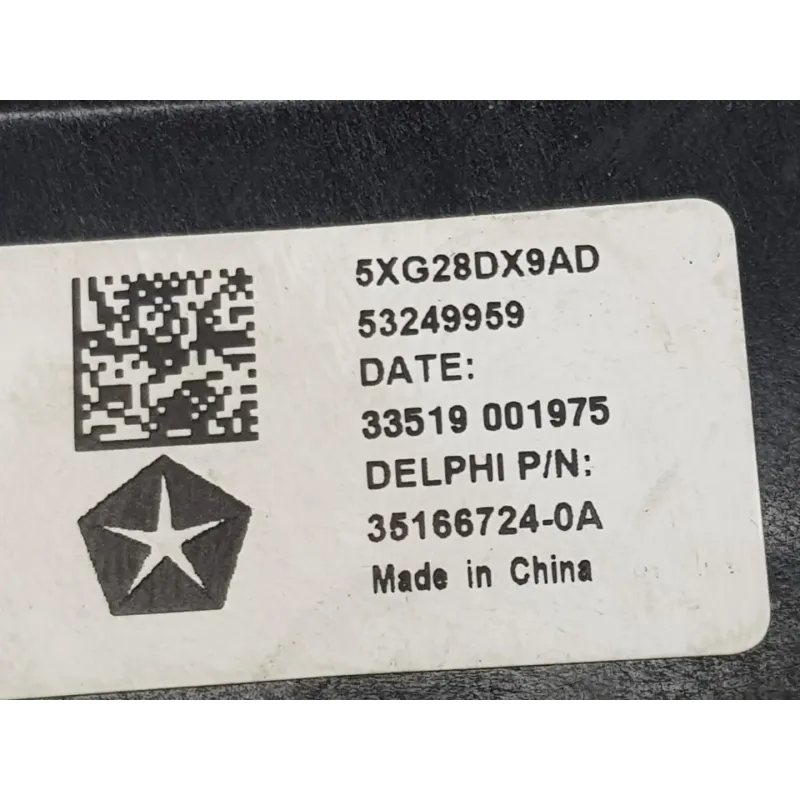 5XG28DX9AD
53249959
DATE:
33519 001975
DELPHI P/N:
35166724-0A
Made in China